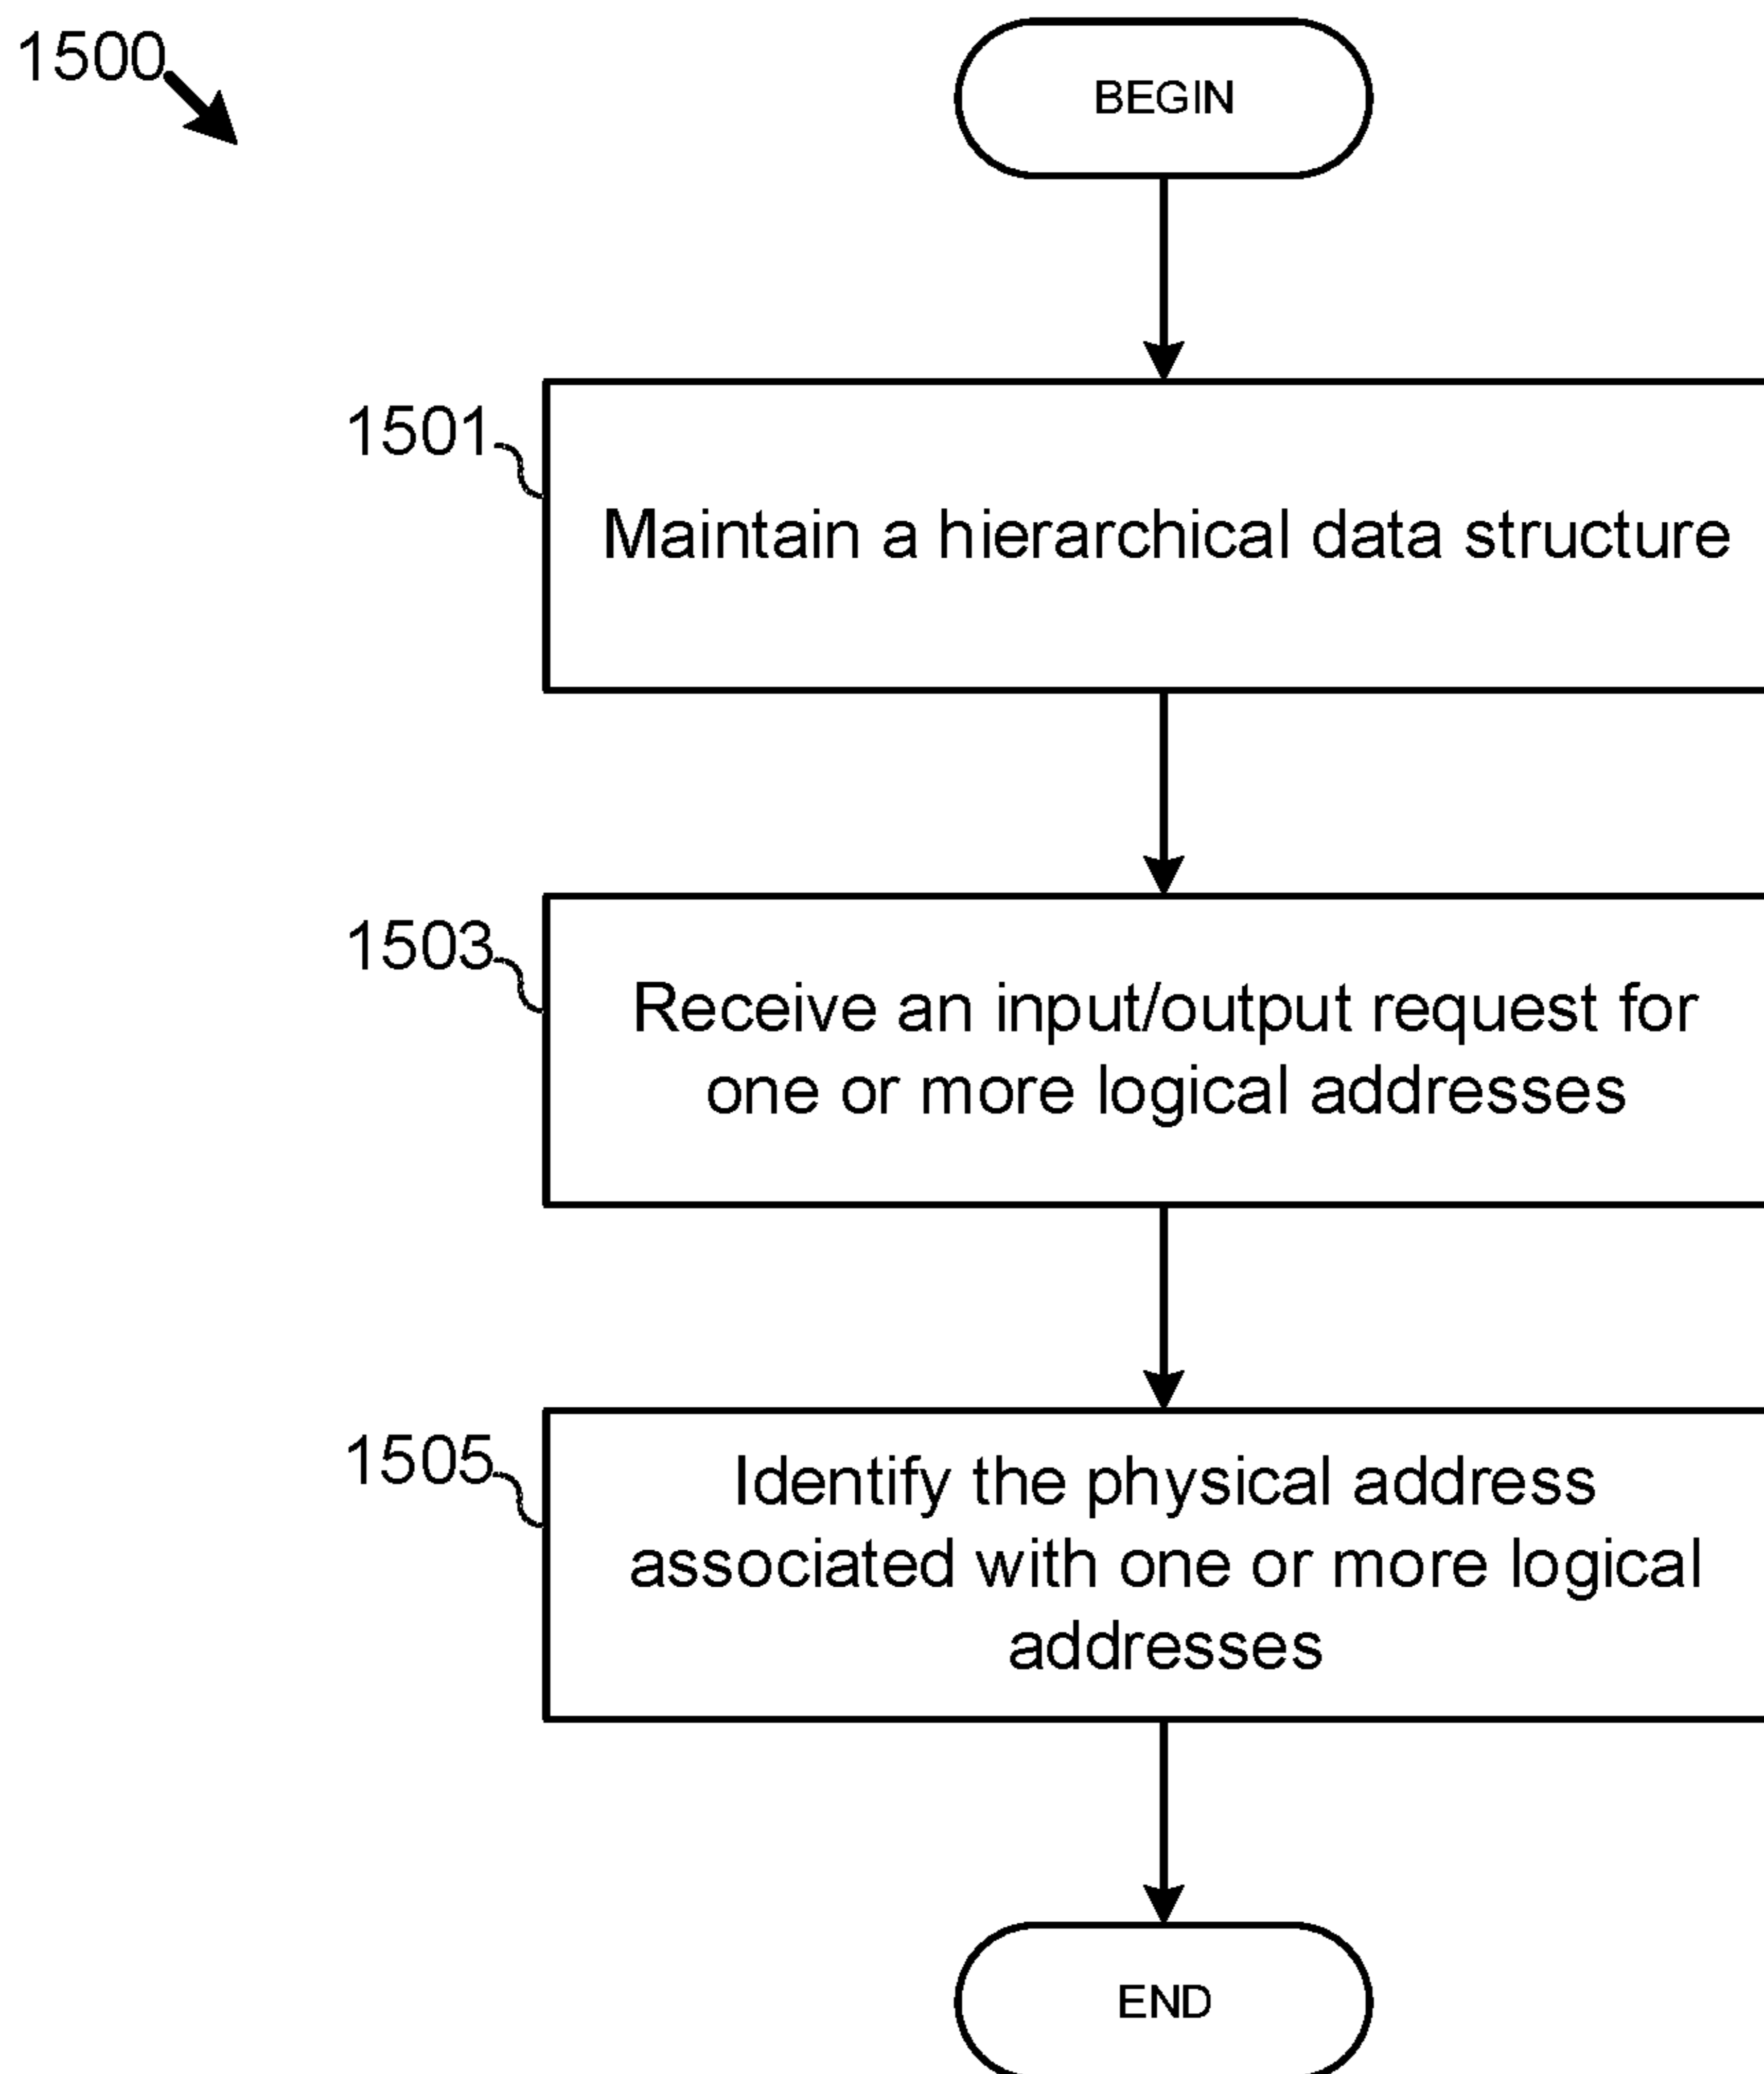 1500
BEGIN
1501
Maintain a hierarchical data structure
1503
Receive an input/output request for
one or more logical addresses
1505
Identify the physical address
associated with one or more logical
addresses
END